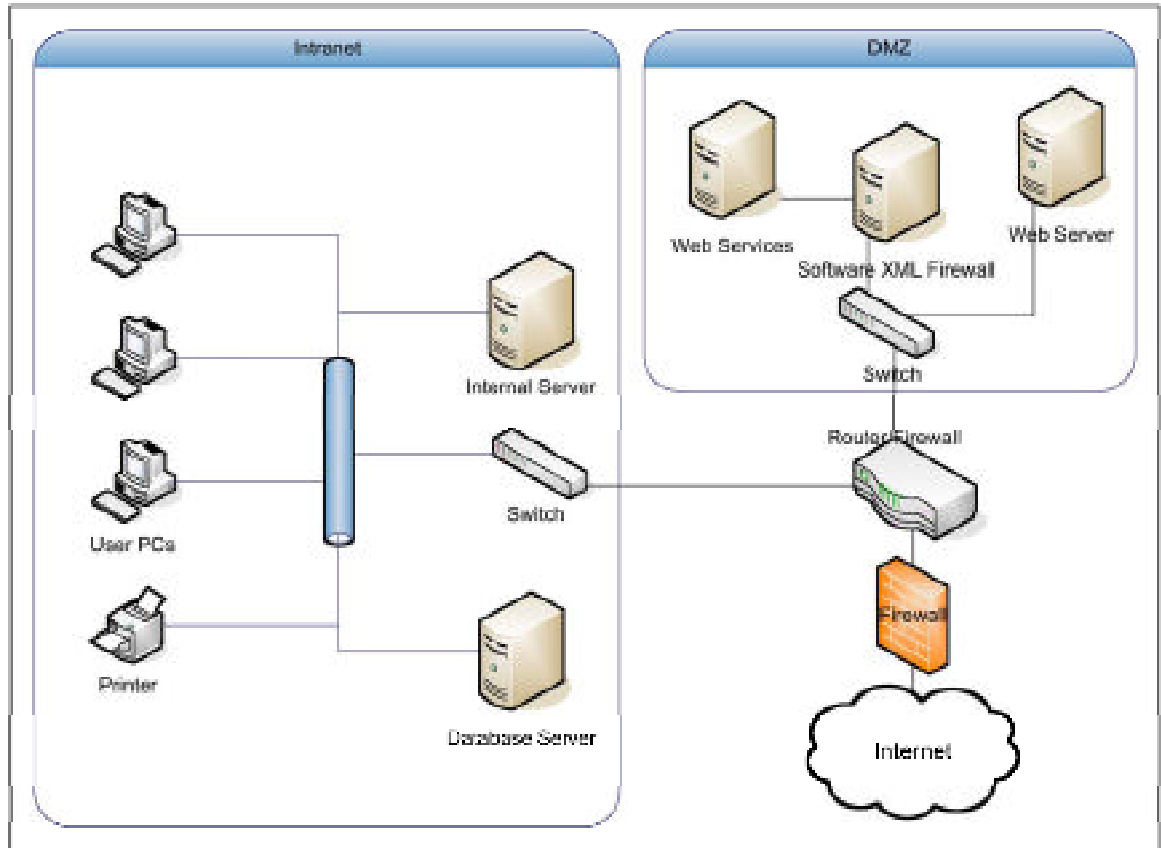 Intranet
DMZ
Web Services
Web Server
Software XML Firewall
Switch
Internal Server
Router/Firewall
Switch
User PCs
Firewall
Printer
Database Server
Internet